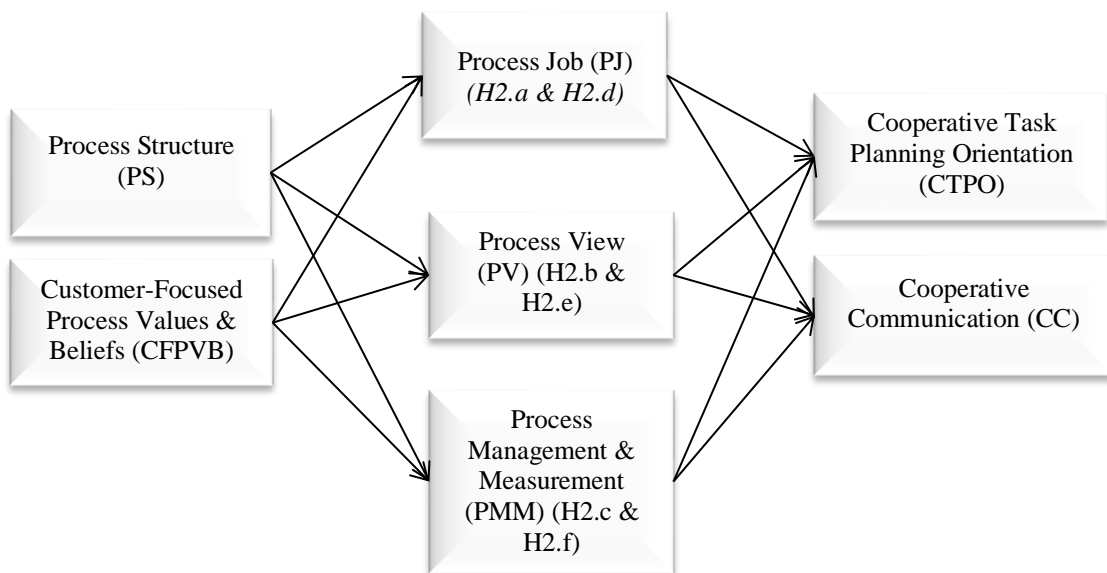 Process Structure
(PS)
Customer-Focused
Process Values &
Beliefs (CFPVB)
Process Job (PJ)
(H2.a & H2.d)
Process View
(PV) (H2.b &
H2.e)
Process
Management &
Measurement
(PMM) (H2.c &
H2.f)
Cooperative Task
Planning Orientation
(CTPO)
Cooperative
Communication (CC)